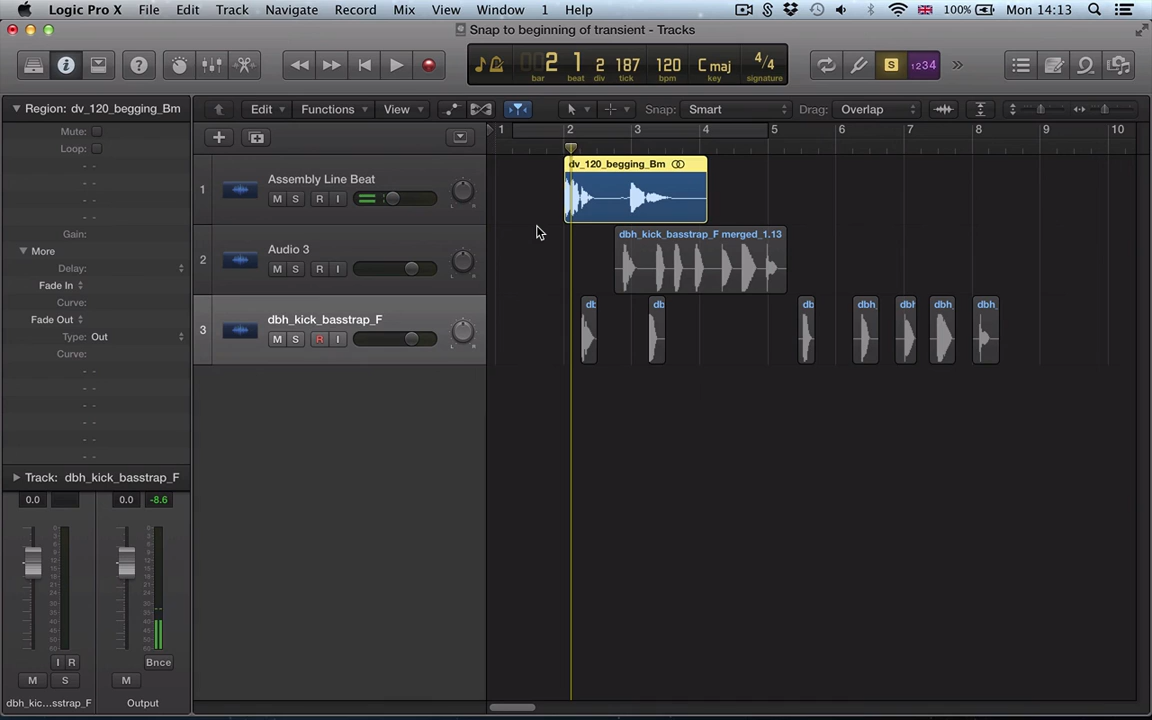 Logic Pro X File Edit Track Navigate Record Mix View Window 1 Help 100% Mon 14:13
Snap to beginning of transient - Tracks
002 1 2 187 120 C maj 4/4
bar beat div tick bpm key signature
S 1234
Region: dv_120_begging_Bm
Edit Functions View Snap: Smart Drag: Overlap
Mute:
Loop:
Gain:
More
Delay:
Fade In
Curve:
Fade Out
Type: Out
Curve:
1 2 3 4 5 6 7 8 9 10
1 Assembly Line Beat
M S R I
L R
dv_120_begging_Bm
2 Audio 3
M S R I
L R
dbh_kick_basstrap_F merged_1.13
3 dbh_kick_basstrap_F
M S R I
L R
db db db dbh dbh dbh dbh_
Track: dbh_kick_basstrap_F
0.0 0.0 -8.6
I R Bnce
M S M
dbh_kic...sstrap_F Output